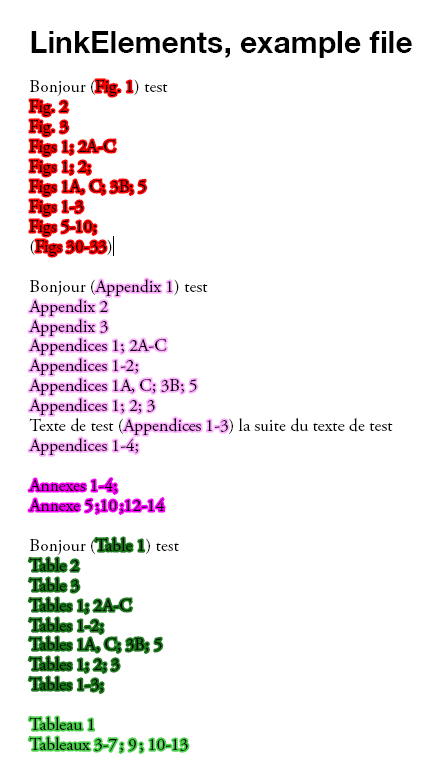 LinkElements, example file
Bonjour (Fig. 1) test
Fig. 2
Fig. 3
Figs 1; 2A-C
Figs 1; 2;
Figs 1A, C; 3B; 5
Figs 1-3
Figs 5-10;
(Figs 30-33)
Bonjour (Appendix 1) test
Appendix 2
Appendix 3
Appendices 1; 2A-C
Appendices 1-2;
Appendices 1A, C; 3B; 5
Appendices 1; 2; 3
Texte de test (Appendices 1-3) la suite du texte de test
Appendices 1-4;
Annexes 1-4;
Annexe 5 ;10 ;12-14
Bonjour (Table 1) test
Table 2
Table 3
Tables 1; 2A-C
Tables 1-2;
Tables 1A, C; 3B; 5
Tables 1; 2; 3
Tables 1-3;
Tableau 1
Tableaux 3-7 ; 9 ; 10-13